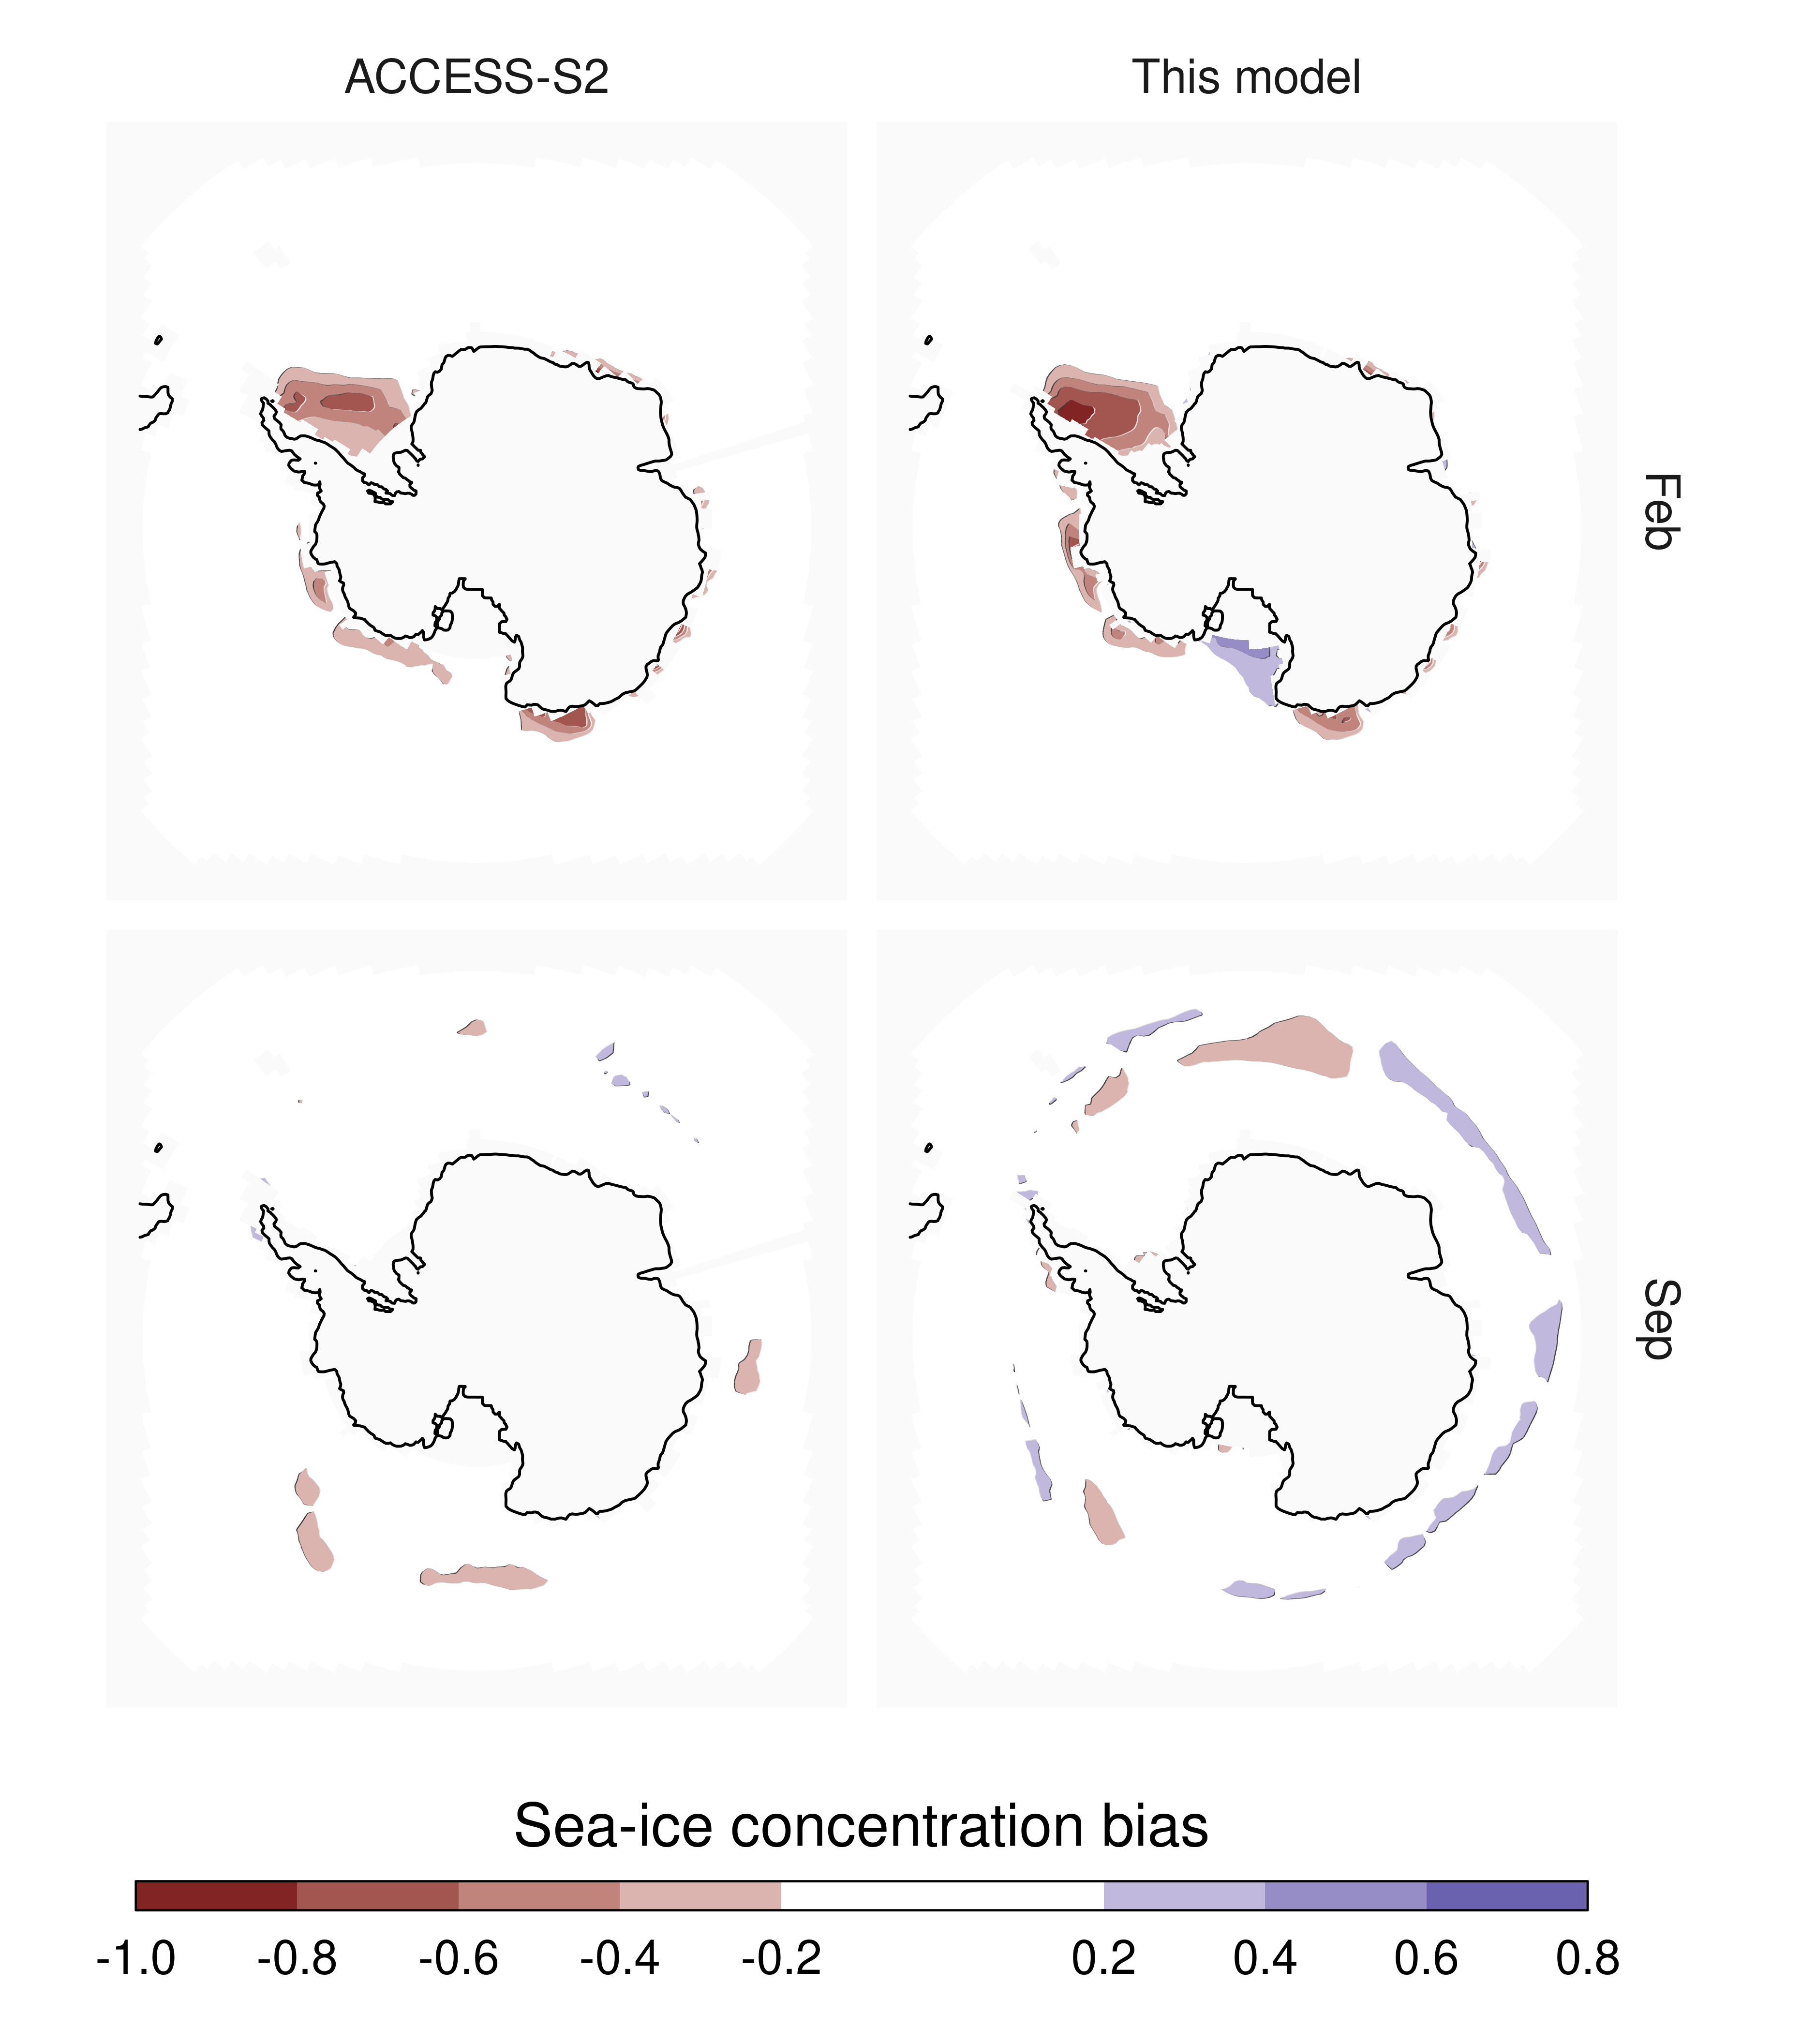 ACCESS-S2 This model
Feb
Sep
Sea-ice concentration bias
-1.0 -0.8 -0.6 -0.4 -0.2 0.2 0.4 0.6 0.8